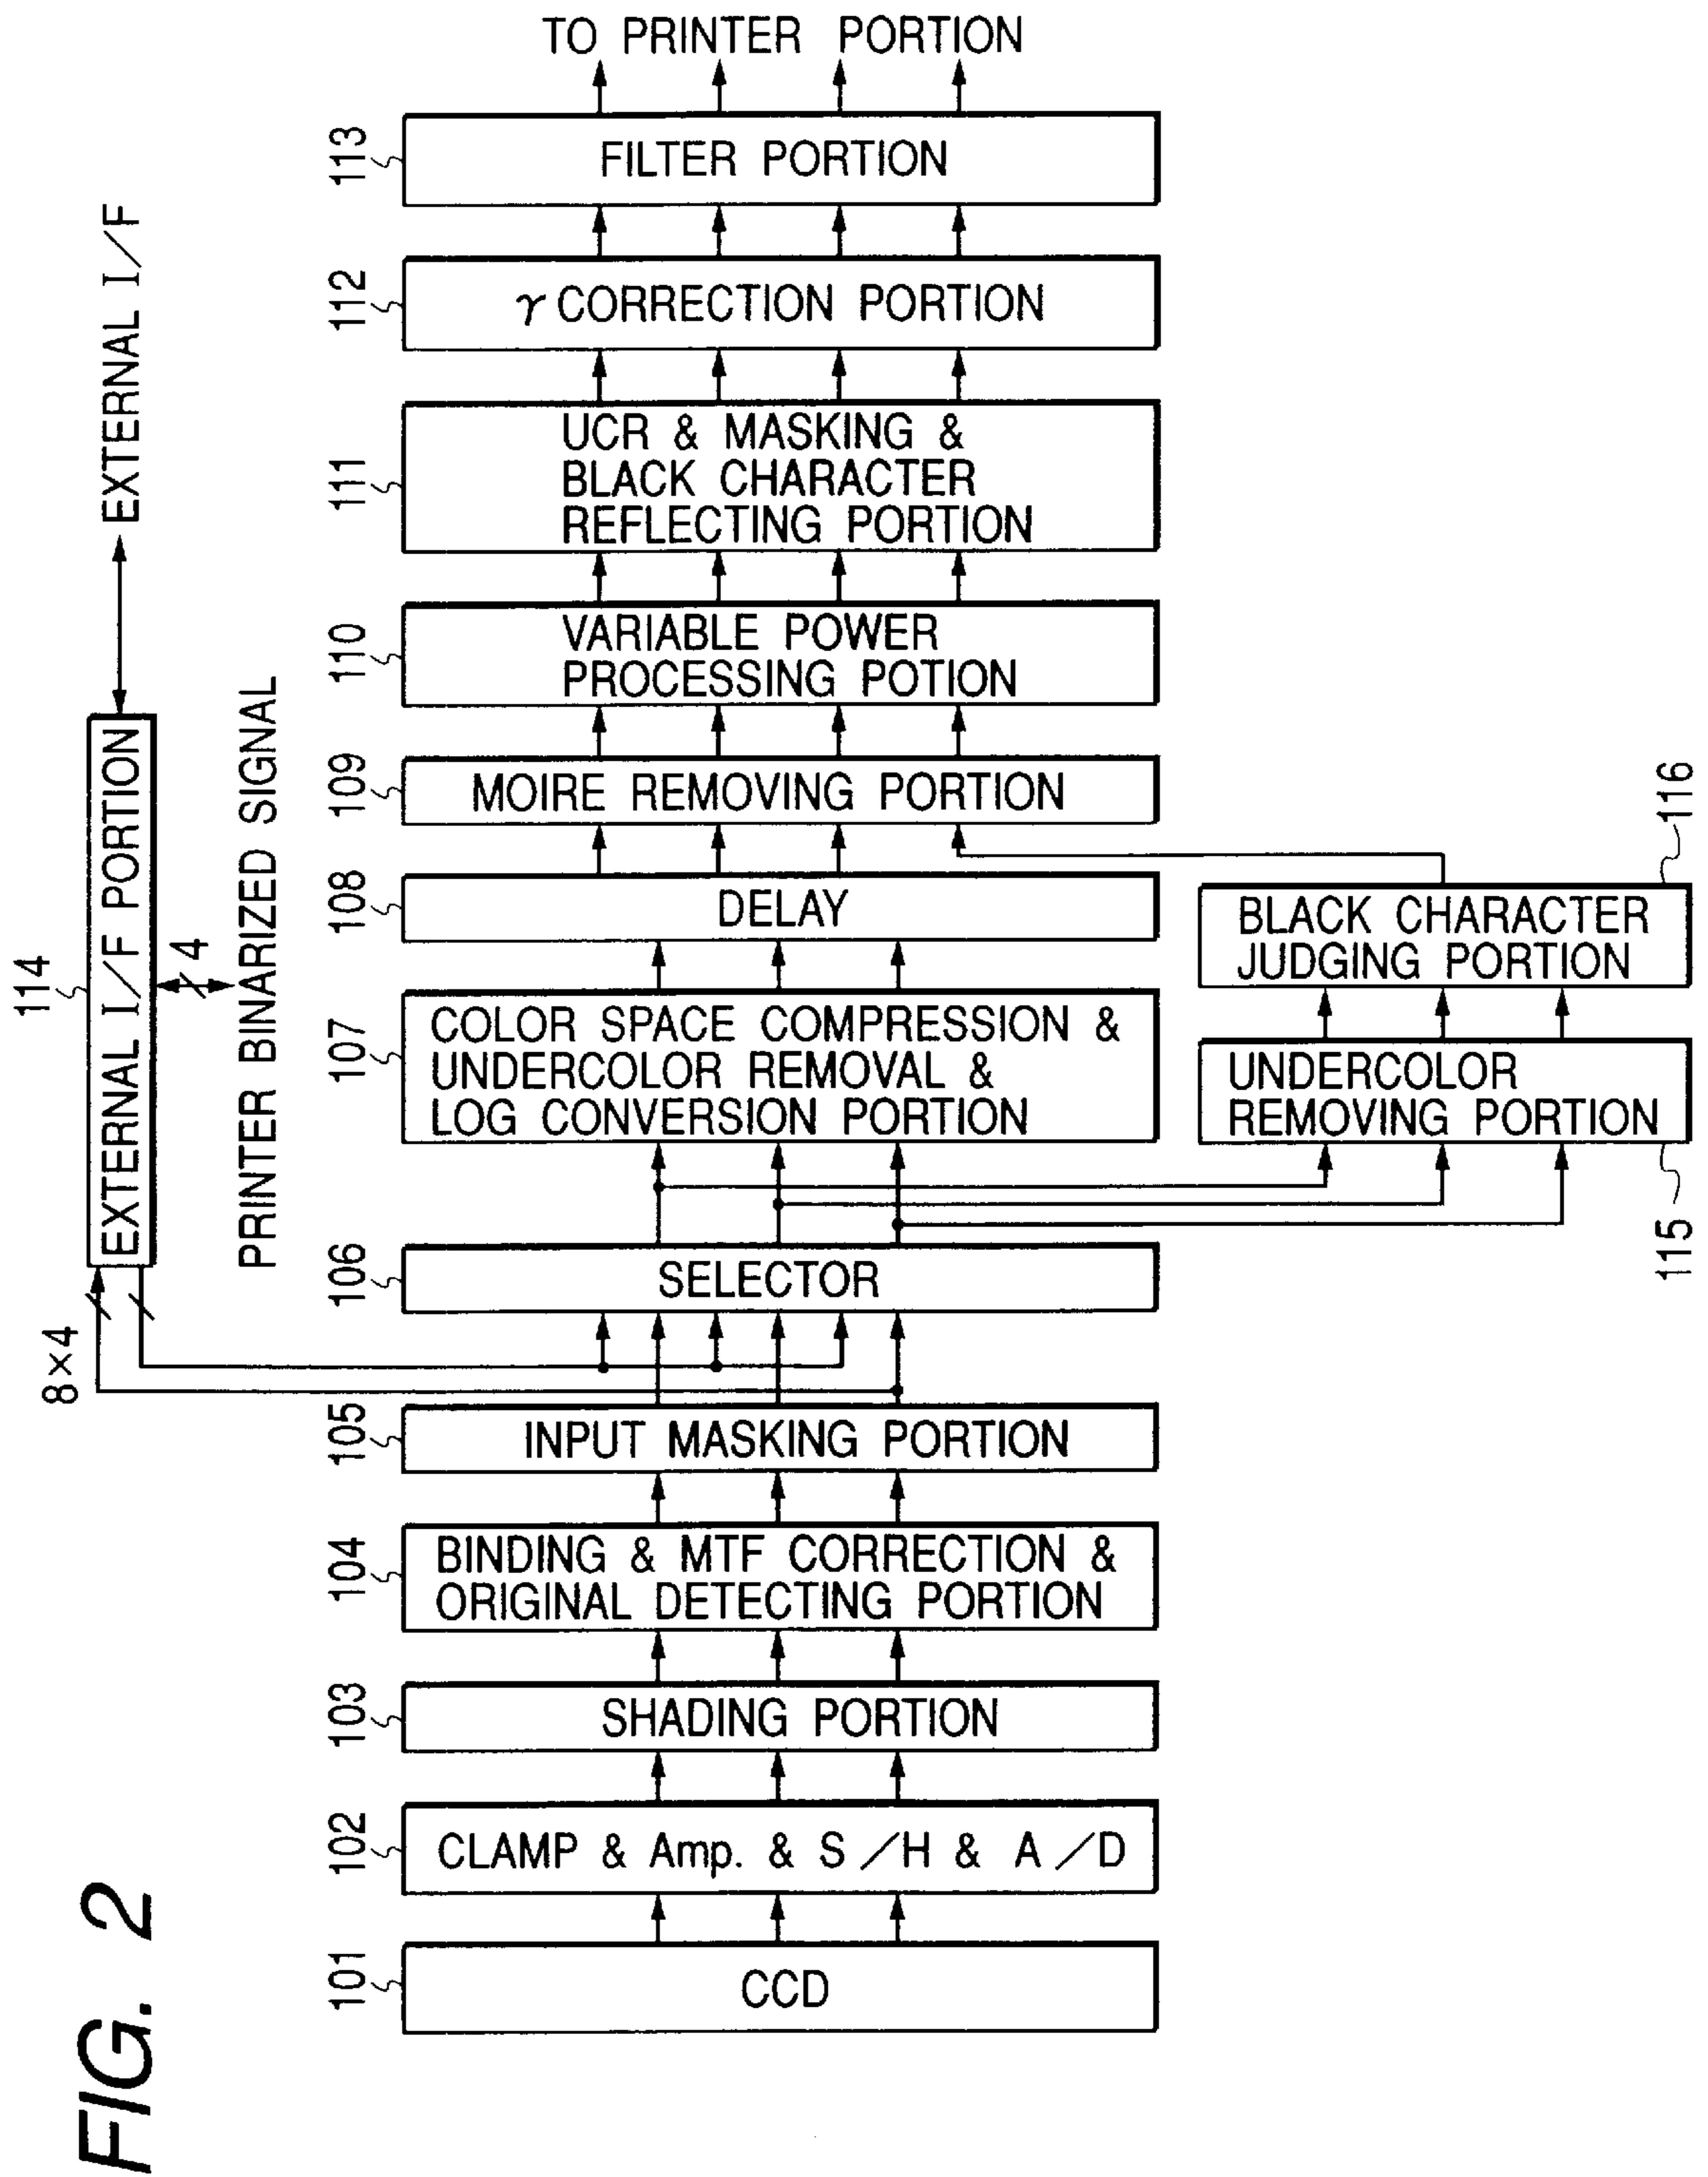 FIG. 2
TO PRINTER PORTION
113
FILTER PORTION
EXTERNAL I/F
112
γ CORRECTION PORTION
111
UCR & MASKING &
BLACK CHARACTER
REFLECTING PORTION
110
VARIABLE POWER
PROCESSING POTION
109
MOIRE REMOVING PORTION
114
EXTERNAL I/F PORTION
4
PRINTER BINARIZED SIGNAL
108
DELAY
116
BLACK CHARACTER
JUDGING PORTION
107
COLOR SPACE COMPRESSION &
UNDERCOLOR REMOVAL &
LOG CONVERSION PORTION
UNDERCOLOR
REMOVING PORTION
115
106
SELECTOR
8×4
105
INPUT MASKING PORTION
104
BINDING & MTF CORRECTION &
ORIGINAL DETECTING PORTION
103
SHADING PORTION
102
CLAMP & Amp. & S/H & A/D
101
CCD